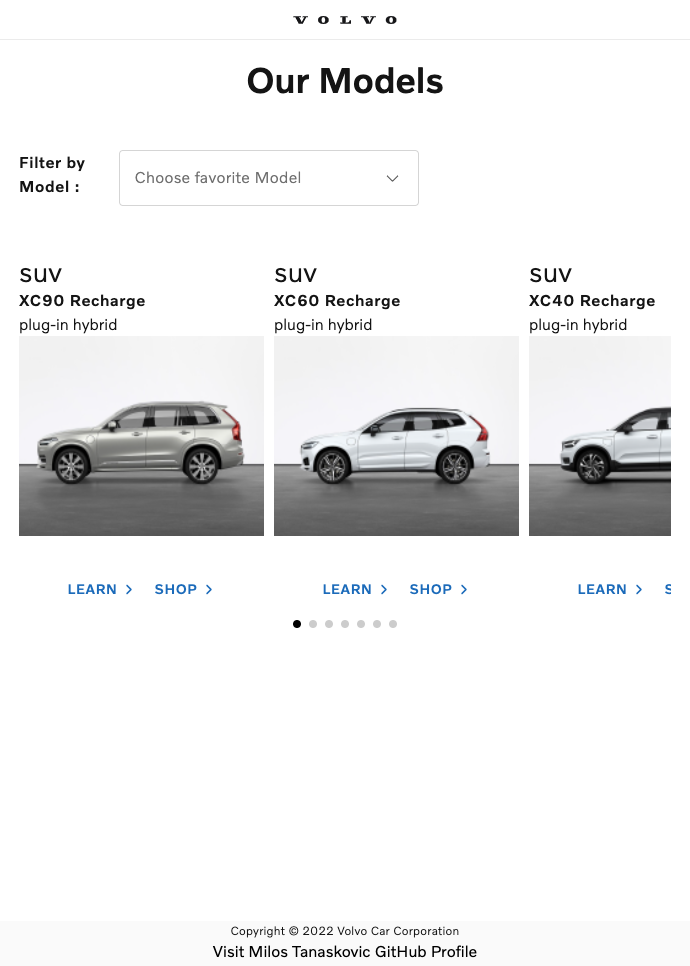 VOLVO
Our Models
Filter by
Model :
Choose favorite Model
SUV
XC90 Recharge
plug-in hybrid
LEARN
SHOP
SUV
XC60 Recharge
plug-in hybrid
LEARN
SHOP
SUV
XC40 Recharge
plug-in hybrid
LEARN
S
Copyright © 2022 Volvo Car Corporation
Visit Milos Tanaskovic GitHub Profile